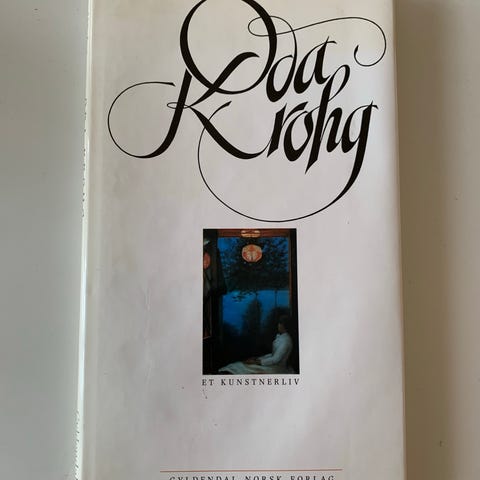 Oda
Krohg
ET KUNSTNERLIV
GYLDENDAL NORSK FORLAG